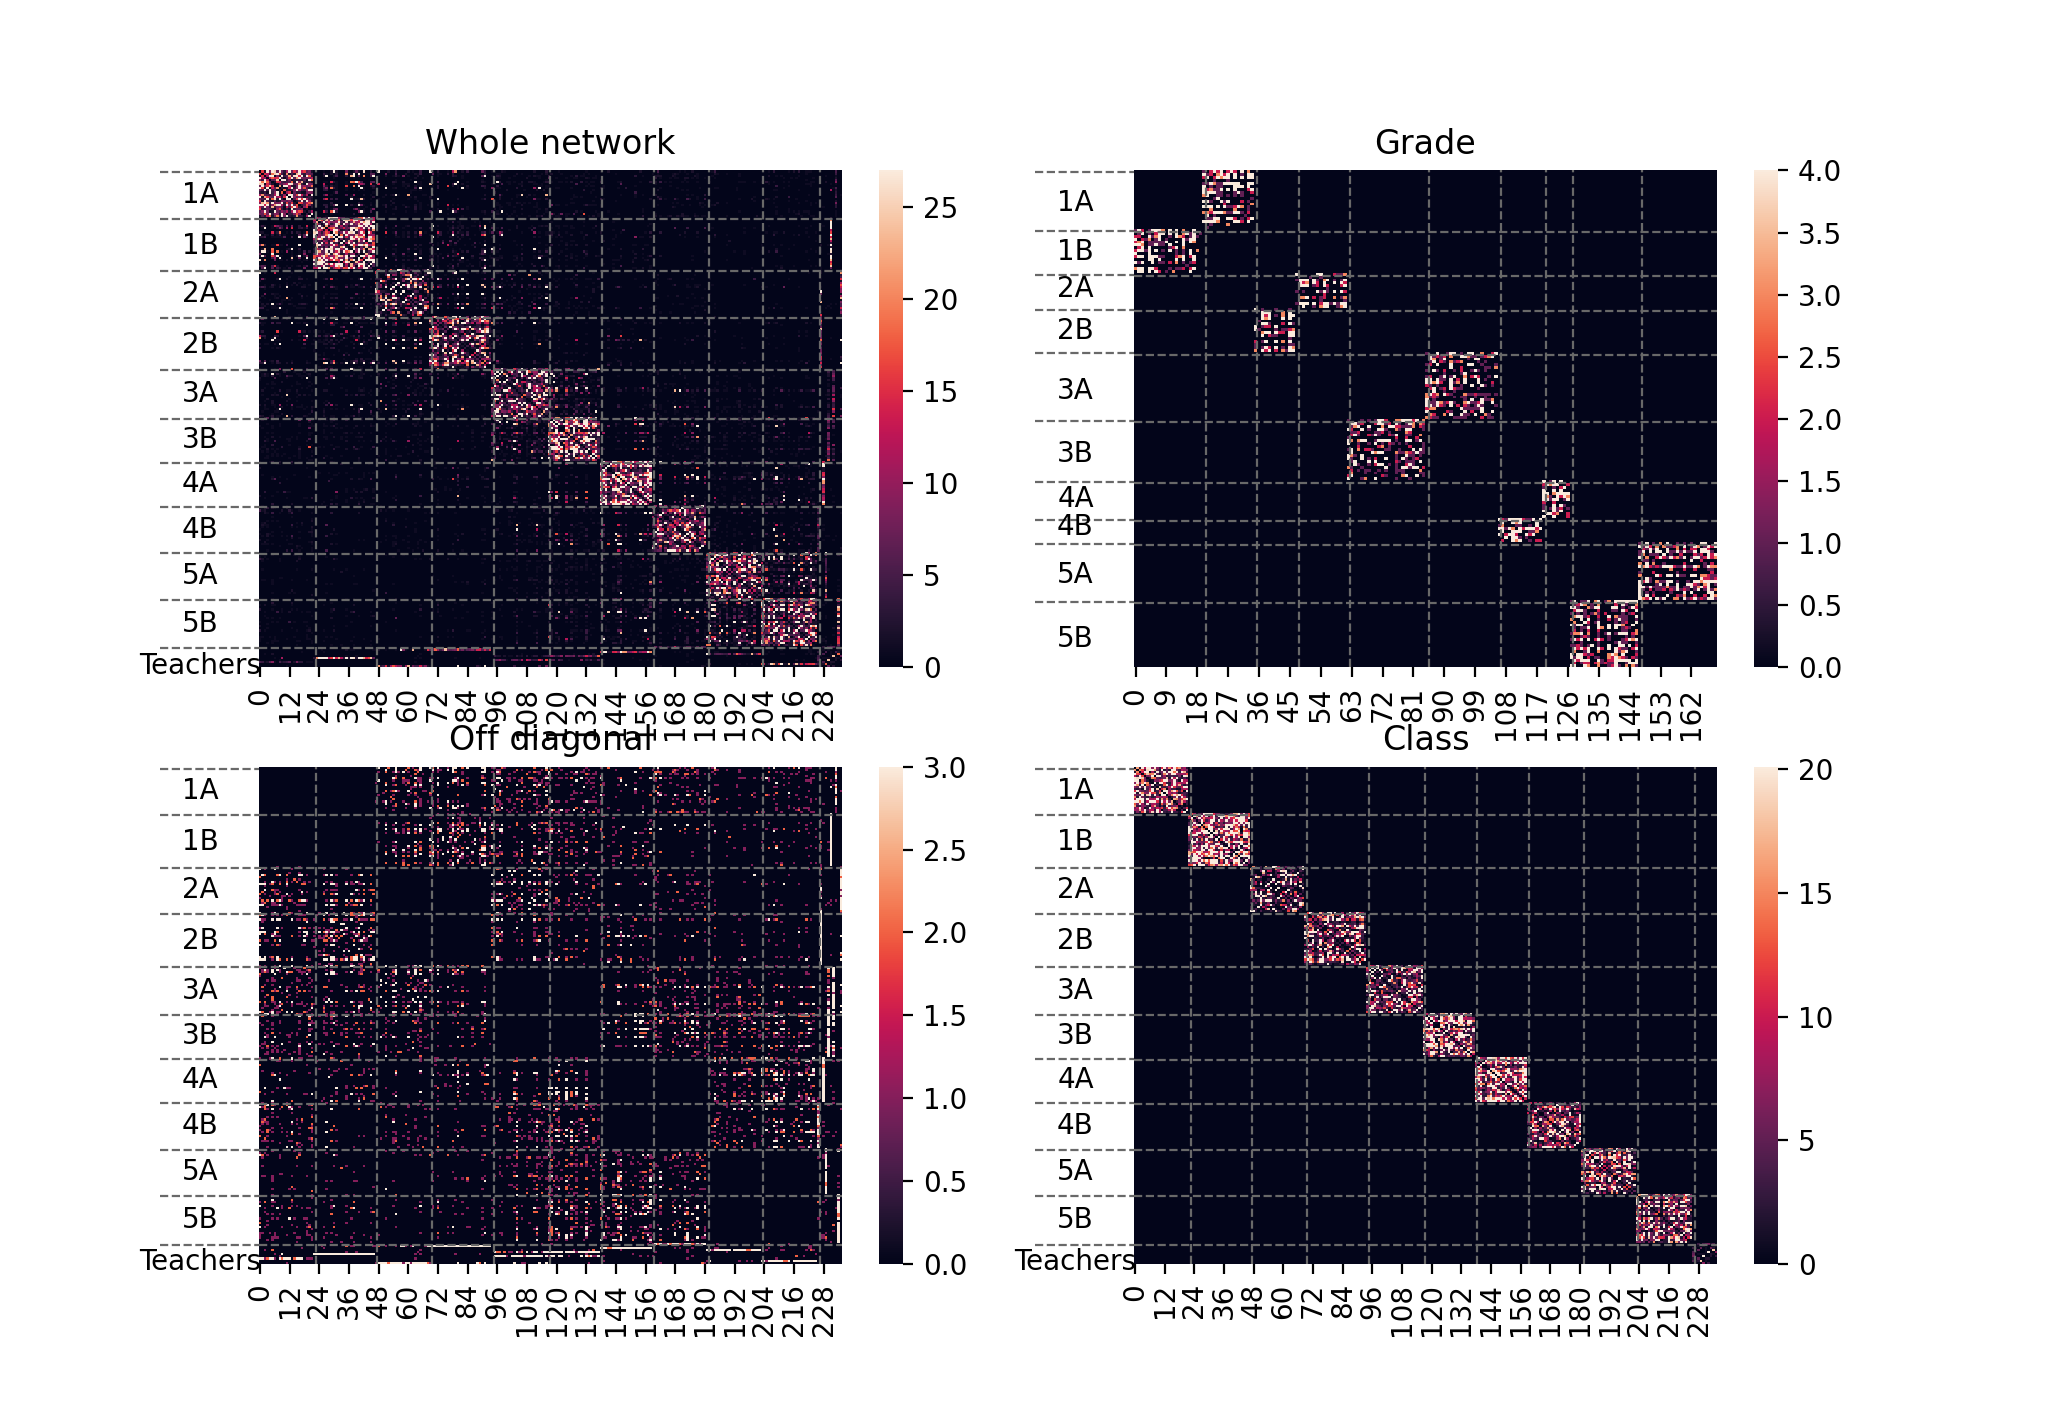 Whole network
1A
1B
2A
2B
3A
3B
4A
4B
5A
5B
Teachers
0 12 24 36 48 60 72 84 96 108 120 132 144 156 168 180 192 204 216 228
25
20
15
10
5
0
Grade
1A
1B
2A
2B
3A
3B
4A
4B
5A
5B
0 9 18 27 36 45 54 63 72 81 90 99 108 117 126 135 144 153 162
4.0
3.5
3.0
2.5
2.0
1.5
1.0
0.5
0.0
Off diagonal
1A
1B
2A
2B
3A
3B
4A
4B
5A
5B
Teachers
0 12 24 36 48 60 72 84 96 108 120 132 144 156 168 180 192 204 216 228
3.0
2.5
2.0
1.5
1.0
0.5
0.0
Class
1A
1B
2A
2B
3A
3B
4A
4B
5A
5B
Teachers
0 12 24 36 48 60 72 84 96 108 120 132 144 156 168 180 192 204 216 228
20
15
10
5
0